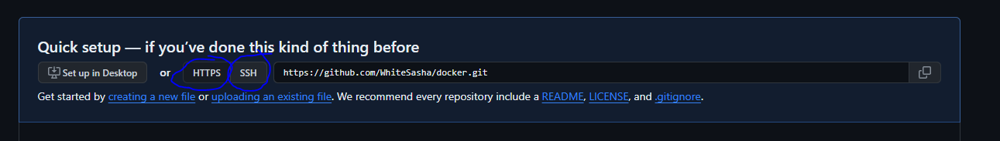 Quick setup — if you’ve done this kind of thing before
Set up in Desktop or HTTPS SSH https://github.com/WhiteSasha/docker.git
Get started by creating a new file or uploading an existing file. We recommend every repository include a README, LICENSE, and .gitignore.